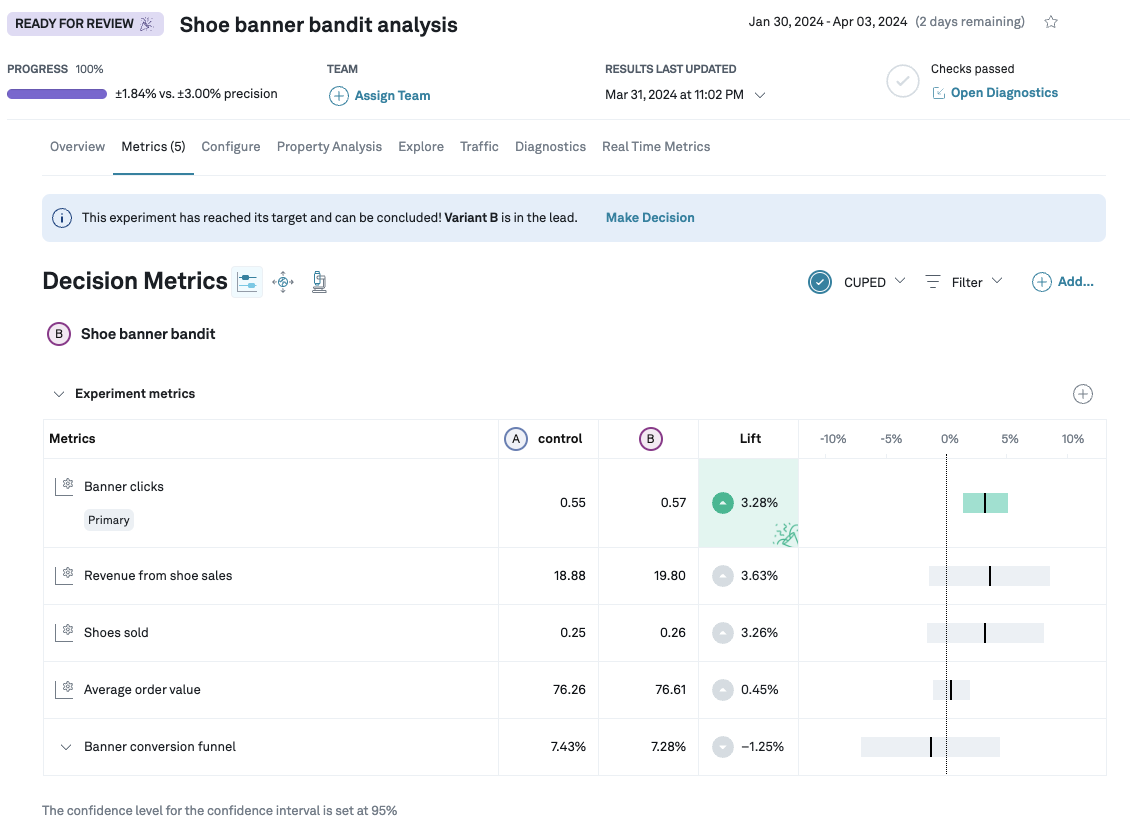 READY FOR REVIEW
Shoe banner bandit analysis
Jan 30, 2024 - Apr 03, 2024 (2 days remaining)
PROGRESS 100%
±1.84% vs. ±3.00% precision
TEAM
Assign Team
RESULTS LAST UPDATED
Mar 31, 2024 at 11:02 PM
Checks passed
Open Diagnostics
Overview Metrics (5) Configure Property Analysis Explore Traffic Diagnostics Real Time Metrics
This experiment has reached its target and can be concluded! Variant B is in the lead. Make Decision
Decision Metrics
CUPED Filter Add...
B Shoe banner bandit
Experiment metrics
Metrics A control B Lift -10% -5% 0% 5% 10%
Banner clicks 0.55 0.57 3.28%
Primary
Revenue from shoe sales 18.88 19.80 3.63%
Shoes sold 0.25 0.26 3.26%
Average order value 76.26 76.61 0.45%
Banner conversion funnel 7.43% 7.28% −1.25%
The confidence level for the confidence interval is set at 95%